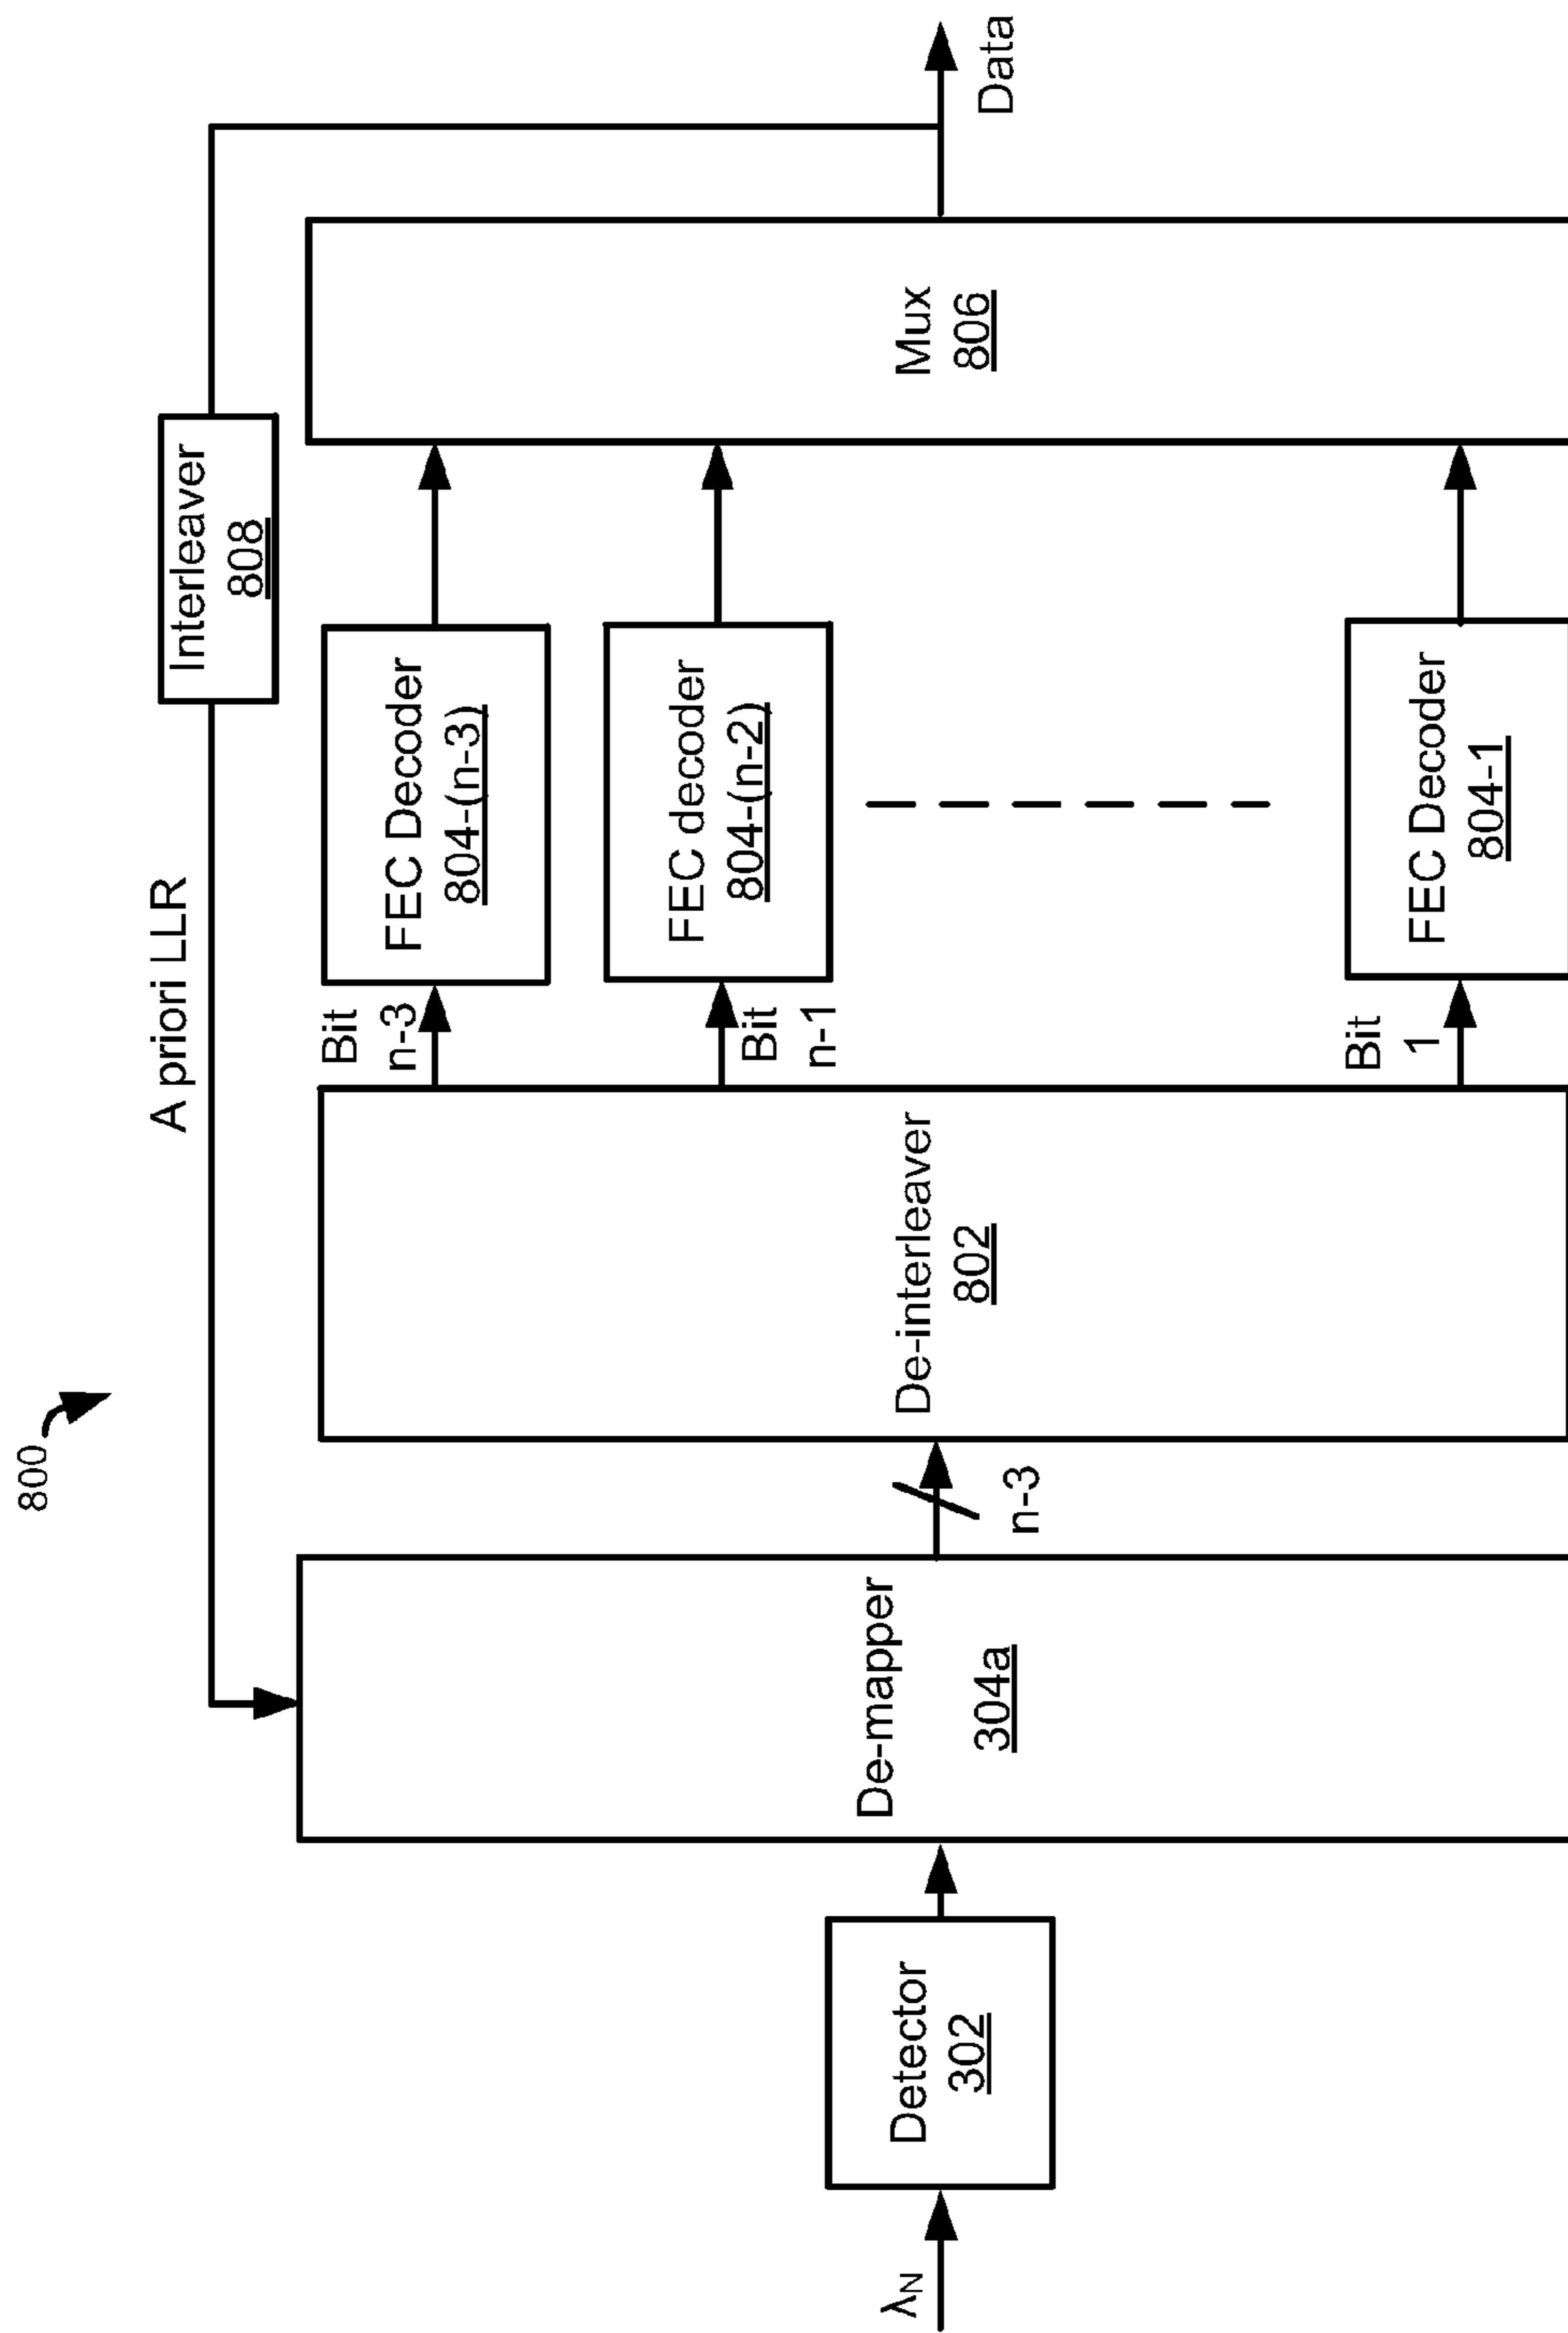 800
A priori LLR
Interleaver
808
λN
Detector
302
De-mapper
304a
n-3
De-interleaver
802
Bit
n-3
FEC Decoder
804-(n-3)
Bit
n-1
FEC decoder
804-(n-2)
Bit
1
FEC Decoder
804-1
Mux
806
Data